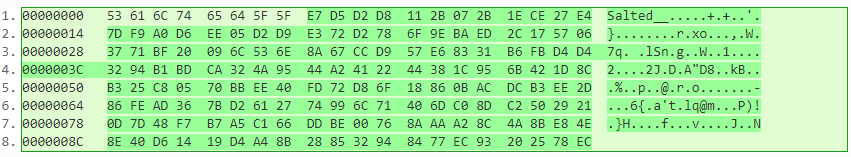 1. 00000000 53 61 6C 74 65 64 5F 5F E7 D5 D2 D8 11 2B 07 2B 1E CE 27 E4 Salted__.....+.+..'.
2. 00000014 7D F9 A0 D6 EE 05 D2 D9 E3 72 D2 78 6F 9E BA ED 2C 17 57 06 }........r.xo...,.W.
3. 00000028 37 71 BF 20 09 6C 53 6E 8A 67 CC D9 57 E6 83 31 B6 FB D4 D4 7q. .lSn.g..W..1....
4. 0000003C 32 94 B1 BD CA 32 4A 95 44 A2 41 22 44 38 1C 95 6B 42 1D 8C 2....2J.D.A"D8..kB..
5. 00000050 B3 25 C8 05 70 BB EE 40 FD 72 D8 6F 18 86 0B AC DC B3 EE 2D .%..p..@.r.o.......-
6. 00000064 86 FE AD 36 7B D2 61 27 74 99 6C 71 40 6D C0 8D C2 50 29 21 ...6{.a't.lq@m...P)!
7. 00000078 0D 7D 48 F7 B7 A5 C1 66 DD BE 00 76 8A AA A2 8C 4A 8B E8 4E .}H....f...v....J..N
8. 0000008C 8E 40 D6 14 19 D4 A4 8B 28 85 32 94 84 77 EC 93 20 25 78 EC